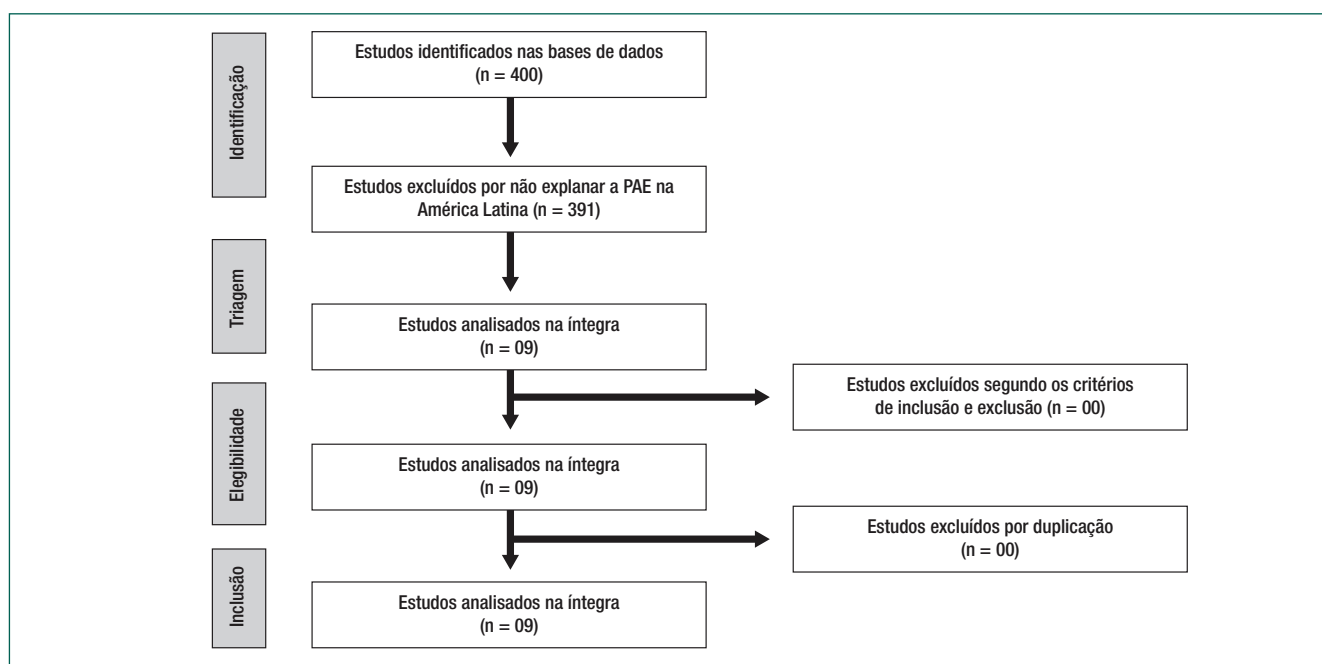 Identificação
Estudos identificados nas bases de dados
(n = 400)
Estudos excluídos por não explanar a PAE na
América Latina (n = 391)
Triagem
Estudos analisados na íntegra
(n = 09)
Estudos excluídos segundo os critérios
de inclusão e exclusão (n = 00)
Elegibilidade
Estudos analisados na íntegra
(n = 09)
Estudos excluídos por duplicação
(n = 00)
Inclusão
Estudos analisados na íntegra
(n = 09)